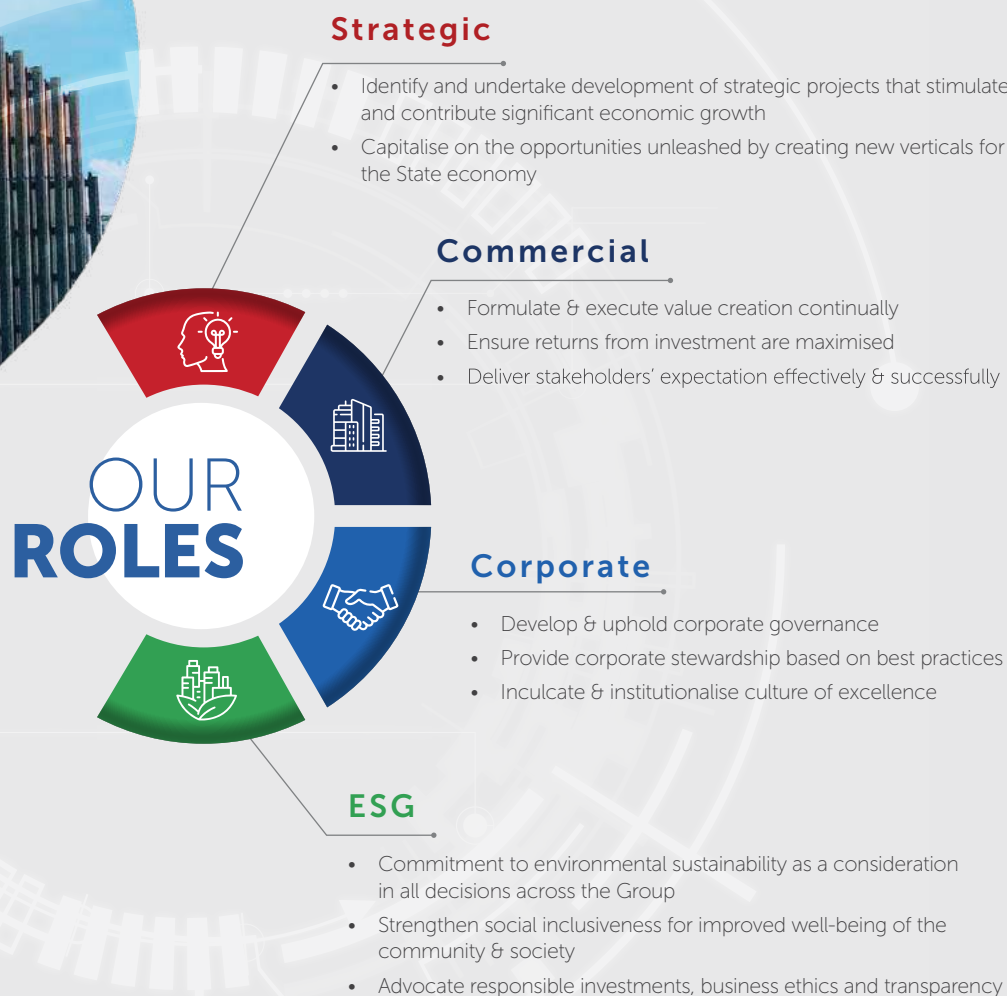 Strategic
• Identify and undertake development of strategic projects that stimulate
and contribute significant economic growth
• Capitalise on the opportunities unleashed by creating new verticals for
the State economy
Commercial
• Formulate & execute value creation continually
• Ensure returns from investment are maximised
• Deliver stakeholders' expectation effectively & successfully
OUR
ROLES
Corporate
• Develop & uphold corporate governance
• Provide corporate stewardship based on best practices
• Inculcate & institutionalise culture of excellence
ESG
• Commitment to environmental sustainability as a consideration
in all decisions across the Group
• Strengthen social inclusiveness for improved well-being of the
community & society
• Advocate responsible investments, business ethics and transparency